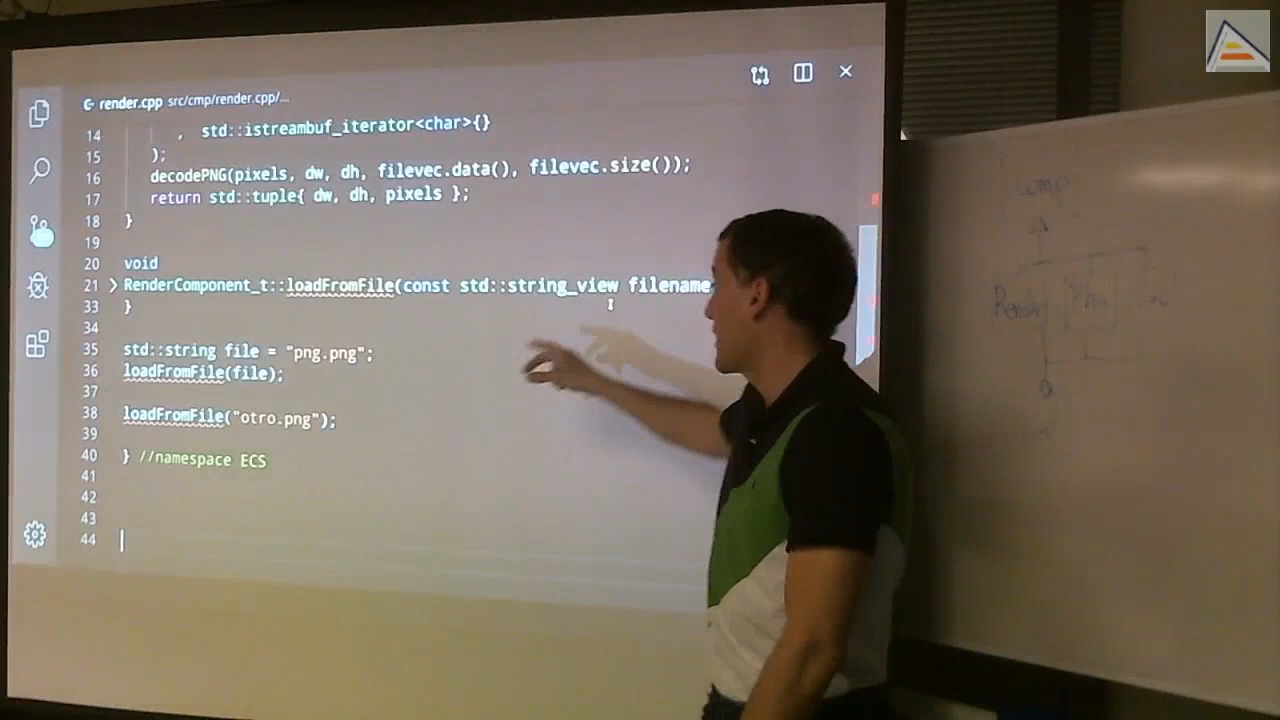 render.cpp src/cmp/render.cpp/...
14 , std::istreambuf_iterator<char>{}
15 );
16 decodePNG(pixels, dw, dh, filevec.data(), filevec.size());
17 return std::tuple{ dw, dh, pixels };
18 }
19
20 void
21 RenderComponent_t::loadFromFile(const std::string_view filename
33 }
34
35 std::string file = "png.png";
36 loadFromFile(file);
37
38 loadFromFile("otro.png");
39
40 } //namespace ECS
41
42
43
44
Render